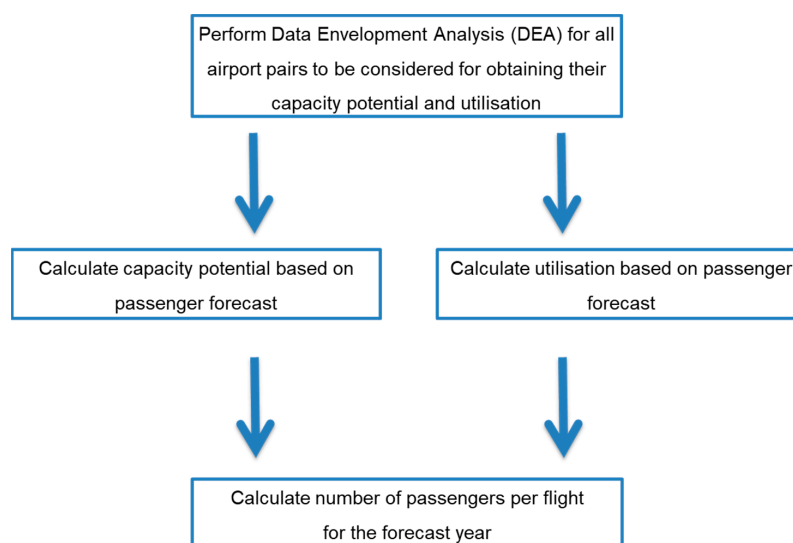 Perform Data Envelopment Analysis (DEA) for all
airport pairs to be considered for obtaining their
capacity potential and utilisation
Calculate capacity potential based on
passenger forecast
Calculate utilisation based on passenger
forecast
Calculate number of passengers per flight
for the forecast year